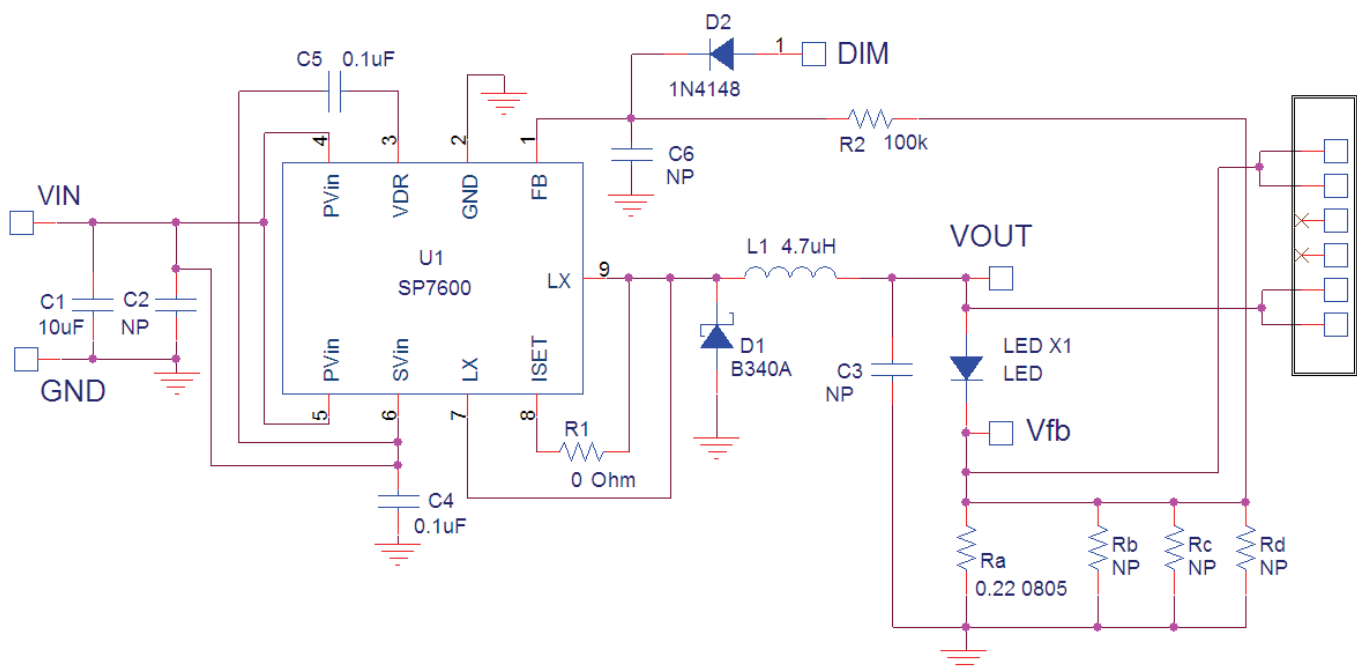 D2
1
DIM
1N4148
C5 0.1uF
4
3
2
1
R2 100k
C6
NP
PVin
VDR
GND
FB
VIN
U1
SP7600
LX
9
L1 4.7uH
VOUT
C1
10uF
C2
NP
D1
B340A
C3
NP
LED X1
LED
GND
PVin
SVin
LX
ISET
5
6
7
8
R1
0 Ohm
Vfb
C4
0.1uF
Ra
0.22 0805
Rb
NP
Rc
NP
Rd
NP